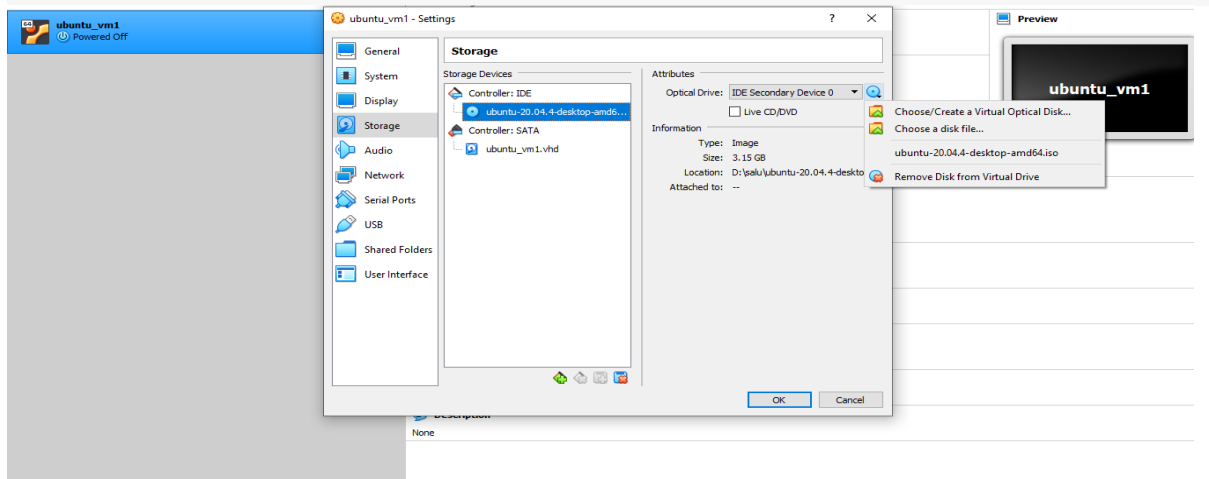 64
ubuntu_vm1
Powered Off
ubuntu_vm1 - Settings
?
General
System
Display
Storage
Audio
Network
Serial Ports
USB
Shared Folders
User Interface
Storage
Storage Devices
Controller: IDE
ubuntu-20.04.4-desktop-amd6...
Controller: SATA
ubuntu_vm1.vhd
Attributes
Optical Drive: IDE Secondary Device 0
Live CD/DVD
Information
Type: Image
Size: 3.15 GB
Location: D:\salu\ubuntu-20.04.4-deskto
Attached to: --
OK Cancel
Choose/Create a Virtual Optical Disk...
Choose a disk file...
ubuntu-20.04.4-desktop-amd64.iso
Remove Disk from Virtual Drive
Preview
ubuntu_vm1
Description
None